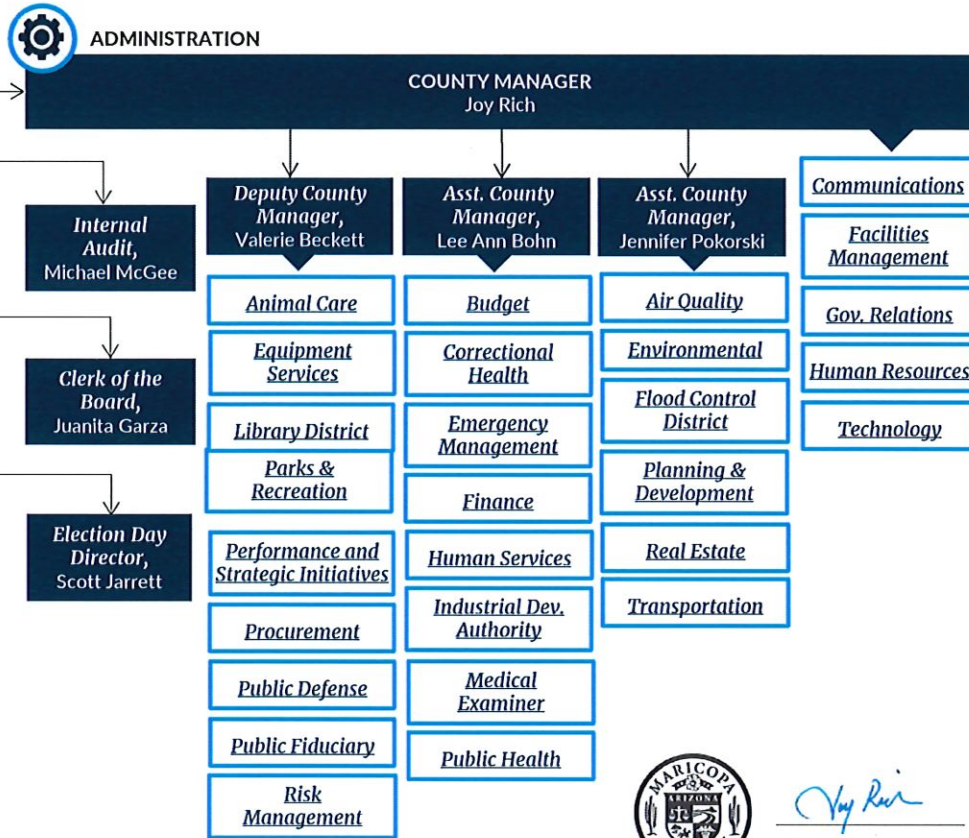 ADMINISTRATION
COUNTY MANAGER
Joy Rich
Internal
Audit,
Michael McGee
Clerk of the
Board,
Juanita Garza
Election Day
Director,
Scott Jarrett
Deputy County
Manager,
Valerie Beckett
Animal Care
Equipment
Services
Library District
Parks &
Recreation
Performance and
Strategic Initiatives
Procurement
Public Defense
Public Fiduciary
Risk
Management
Asst. County
Manager,
Lee Ann Bohn
Budget
Correctional
Health
Emergency
Management
Finance
Human Services
Industrial Dev.
Authority
Medical
Examiner
Public Health
Asst. County
Manager,
Jennifer Pokorski
Air Quality
Environmental
Flood Control
District
Planning &
Development
Real Estate
Transportation
Communications
Facilities
Management
Gov. Relations
Human Resources
Technology
MARICOPA
ARIZONA
Joy Rich